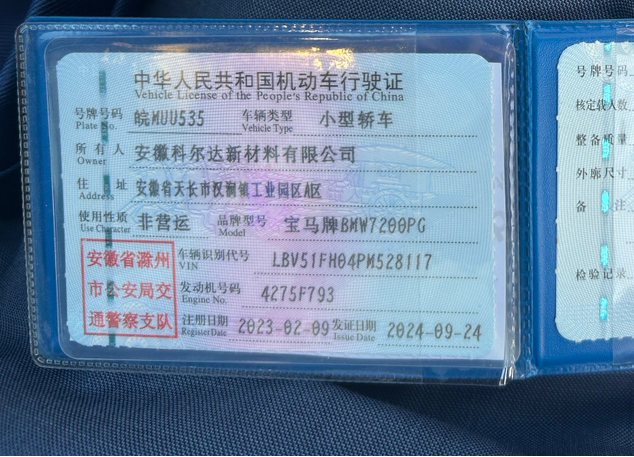 中华人民共和国机动车行驶证
Vehicle License of the People's Republic of China
号牌号码 皖MUU535 车辆类型 小型轿车
Plate No. Vehicle Type
所有人 安徽科尔达新材料有限公司
Owner
住址 安徽省天长市汊涧镇工业园区A区
Address
使用性质 非营运 品牌型号 宝马牌BMW7200PG
Use Character Model
安徽省滁州
市公安局交
通警察支队
车辆识别代号 LBV51FH04PM528117
VIN
发动机号码 4275F793
Engine No.
注册日期 2023-02-09 发证日期 2024-09-24
Register Date Issue Date
号牌号码
核定载人数
整备质量
外廓尺寸
备注
检验记录